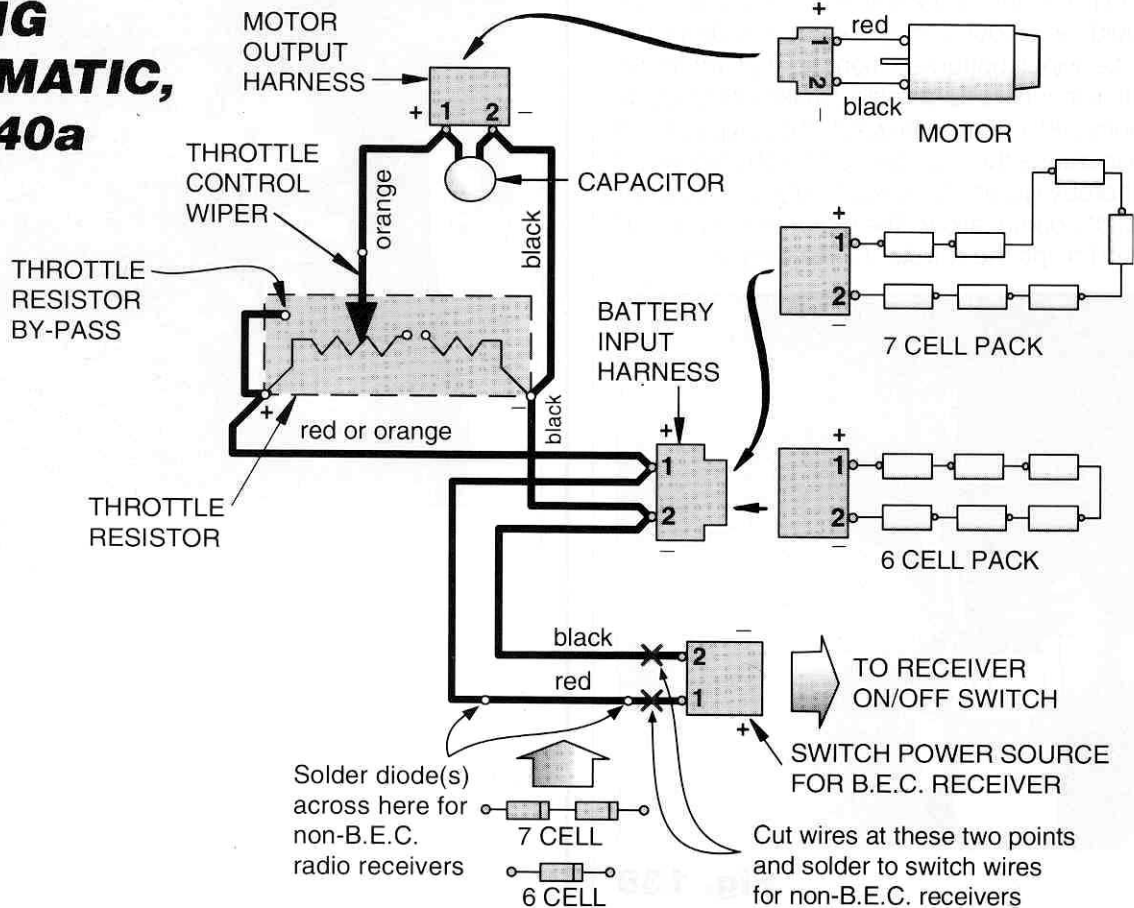 NG
MATIC,
40a
MOTOR
OUTPUT
HARNESS
+ 1 2 –
+
1
2
–
red
black
MOTOR
THROTTLE
CONTROL
WIPER
orange
CAPACITOR
black
THROTTLE
RESISTOR
BY-PASS
+
–
red or orange
black
THROTTLE
RESISTOR
BATTERY
INPUT
HARNESS
+
1
2
–
+
1
2
–
7 CELL PACK
+
1
2
–
6 CELL PACK
black
red
–
2
1
+
TO RECEIVER
ON/OFF SWITCH
SWITCH POWER SOURCE
FOR B.E.C. RECEIVER
Solder diode(s)
across here for
non-B.E.C.
radio receivers
7 CELL
6 CELL
Cut wires at these two points
and solder to switch wires
for non-B.E.C. receivers